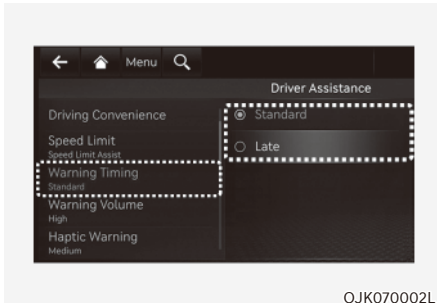 Menu
Driver Assistance
Driving Convenience
Speed Limit
Speed Limit Assist
Warning Timing
Standard
Warning Volume
High
Haptic Warning
Medium
Standard
Late
OJK070002L